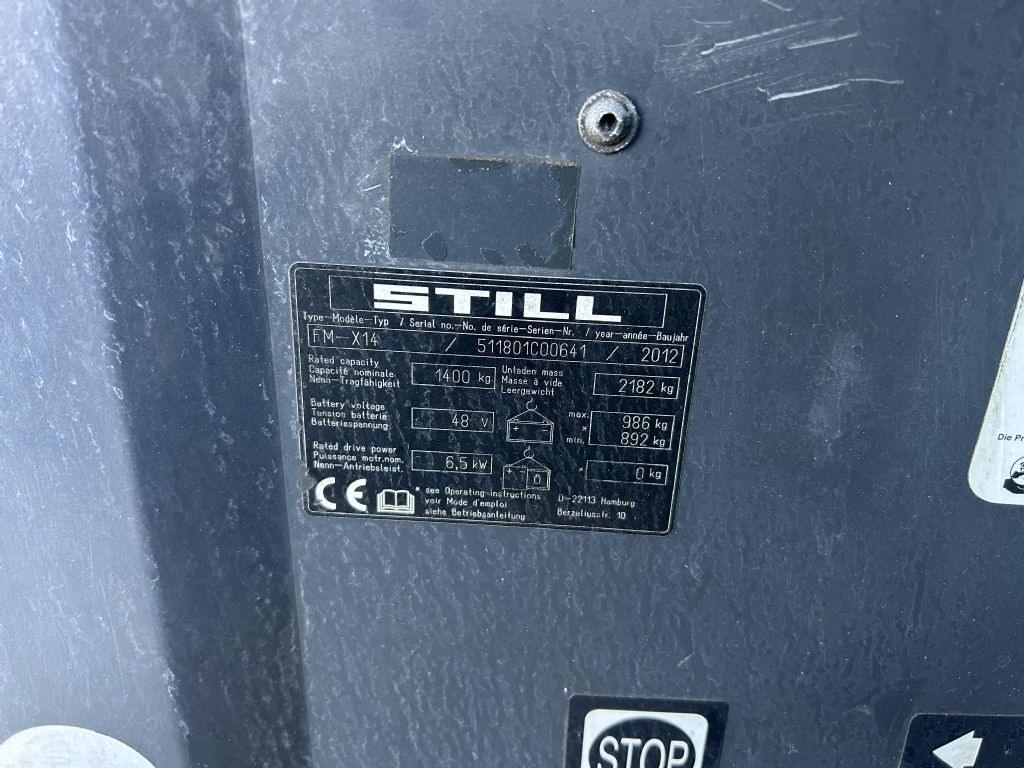 STILL
Type-Modèle-Typ / Serial no.-No. de série-Serien-Nr. / year-année-Baujahr
FM-X14 / 511801C00641 / 2012
Rated capacity
Capacité nominale
Nenn-Tragfähigkeit
1400 kg
Unladen mass
Masse à vide
Leergewicht
2182 kg
Battery voltage
Tension batterie
Batteriespannung
48 V
max. 986 kg
*
min. 892 kg
Rated drive power
Puissance motr.nom.
Nenn-Antriebsleist.
6,5 kW
* 0 kg
CE
* see Operating instructions
voir Mode d'emploi
siehe Betriebsanleitung
D-22113 Hamburg
Berzeliusstr. 10
Die Pr
STOP